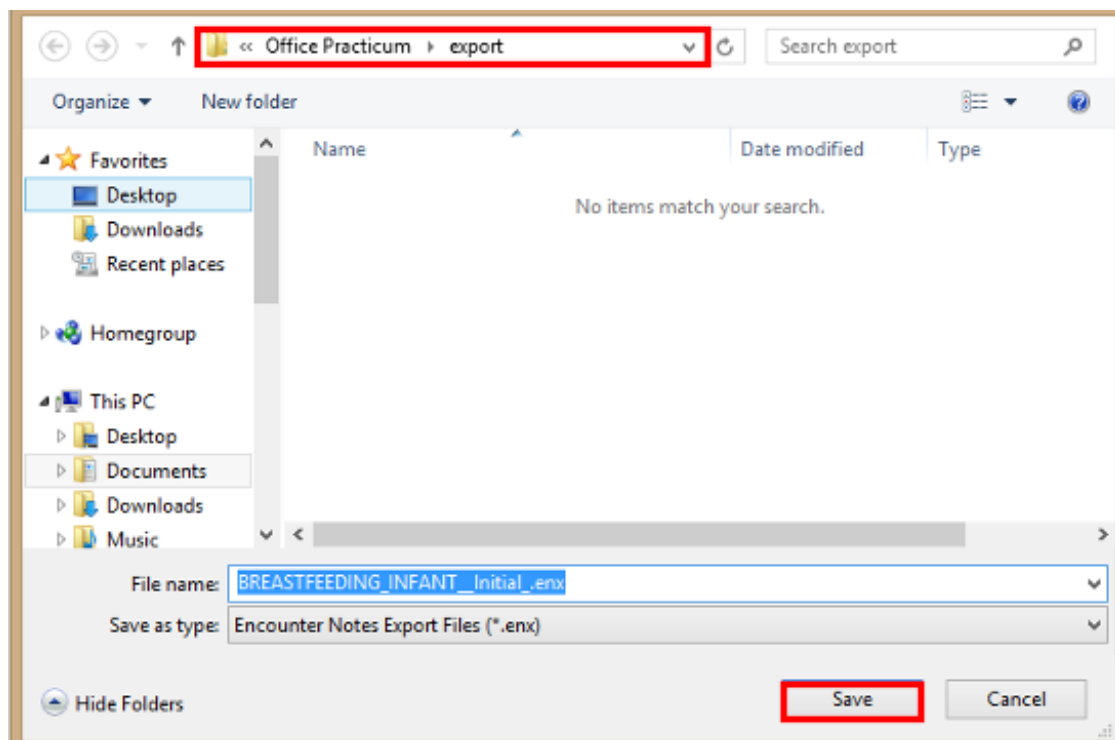 « Office Practicum export
Search export
Organize New folder
Name Date modified Type
No items match your search.
Favorites
Desktop
Downloads
Recent places
Homegroup
This PC
Desktop
Documents
Downloads
Music
File name: BREASTFEEDING_INFANT__Initial_.enx
Save as type: Encounter Notes Export Files (*.enx)
Hide Folders
Save Cancel